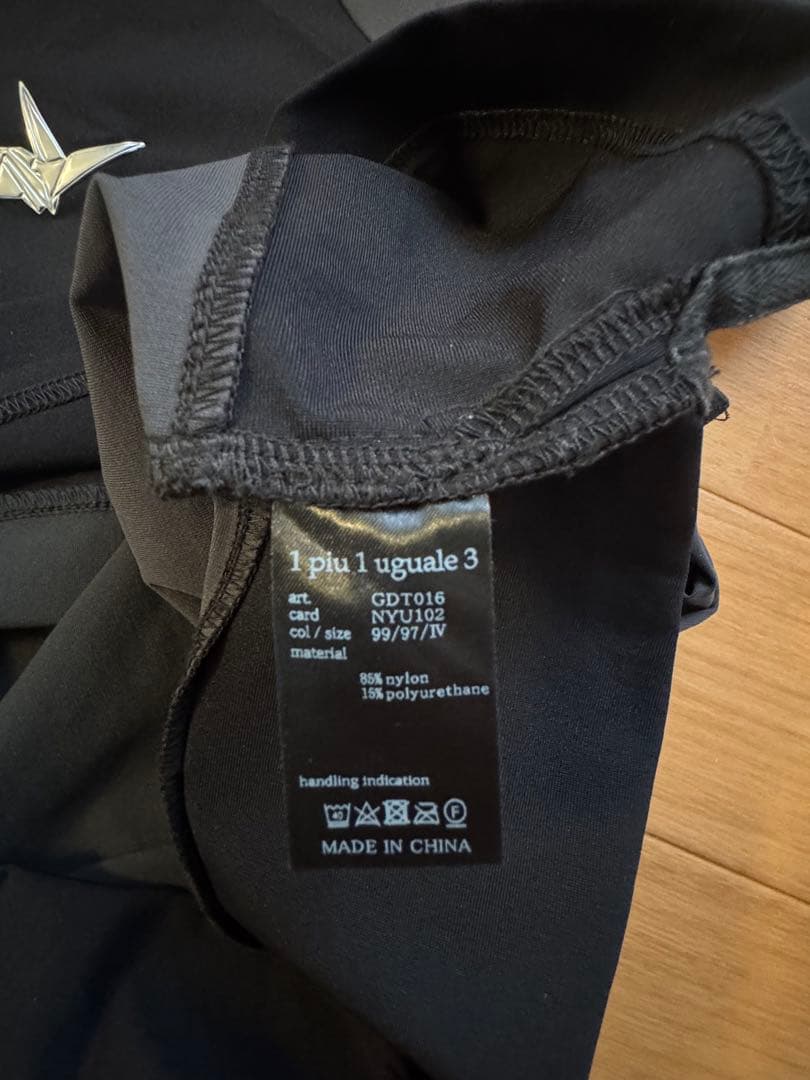 1 piu 1 uguale 3
art. GDT016
card NYU102
col / size 99/97/IV
material
85% nylon
15% polyurethane
handling indication
40 F
MADE IN CHINA